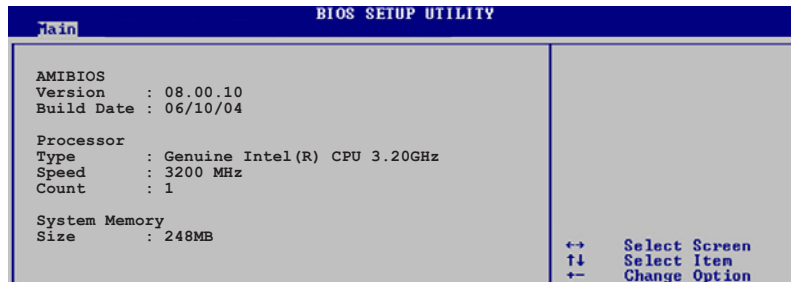 BIOS SETUP UTILITY
Main
AMIBIOS
Version : 08.00.10
Build Date : 06/10/04
Processor
Type : Genuine Intel(R) CPU 3.20GHz
Speed : 3200 MHz
Count : 1
System Memory
Size : 248MB
↔ Select Screen
↑↓ Select Item
+- Change Option